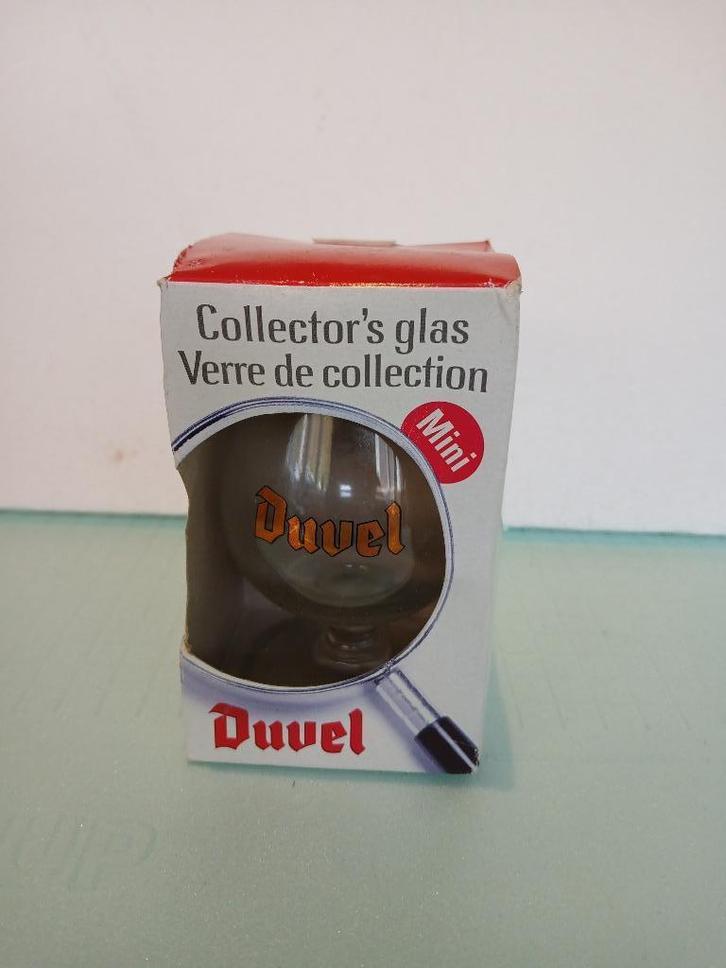 Collector's glas
Verre de collection
Mini
Duvel
Duvel